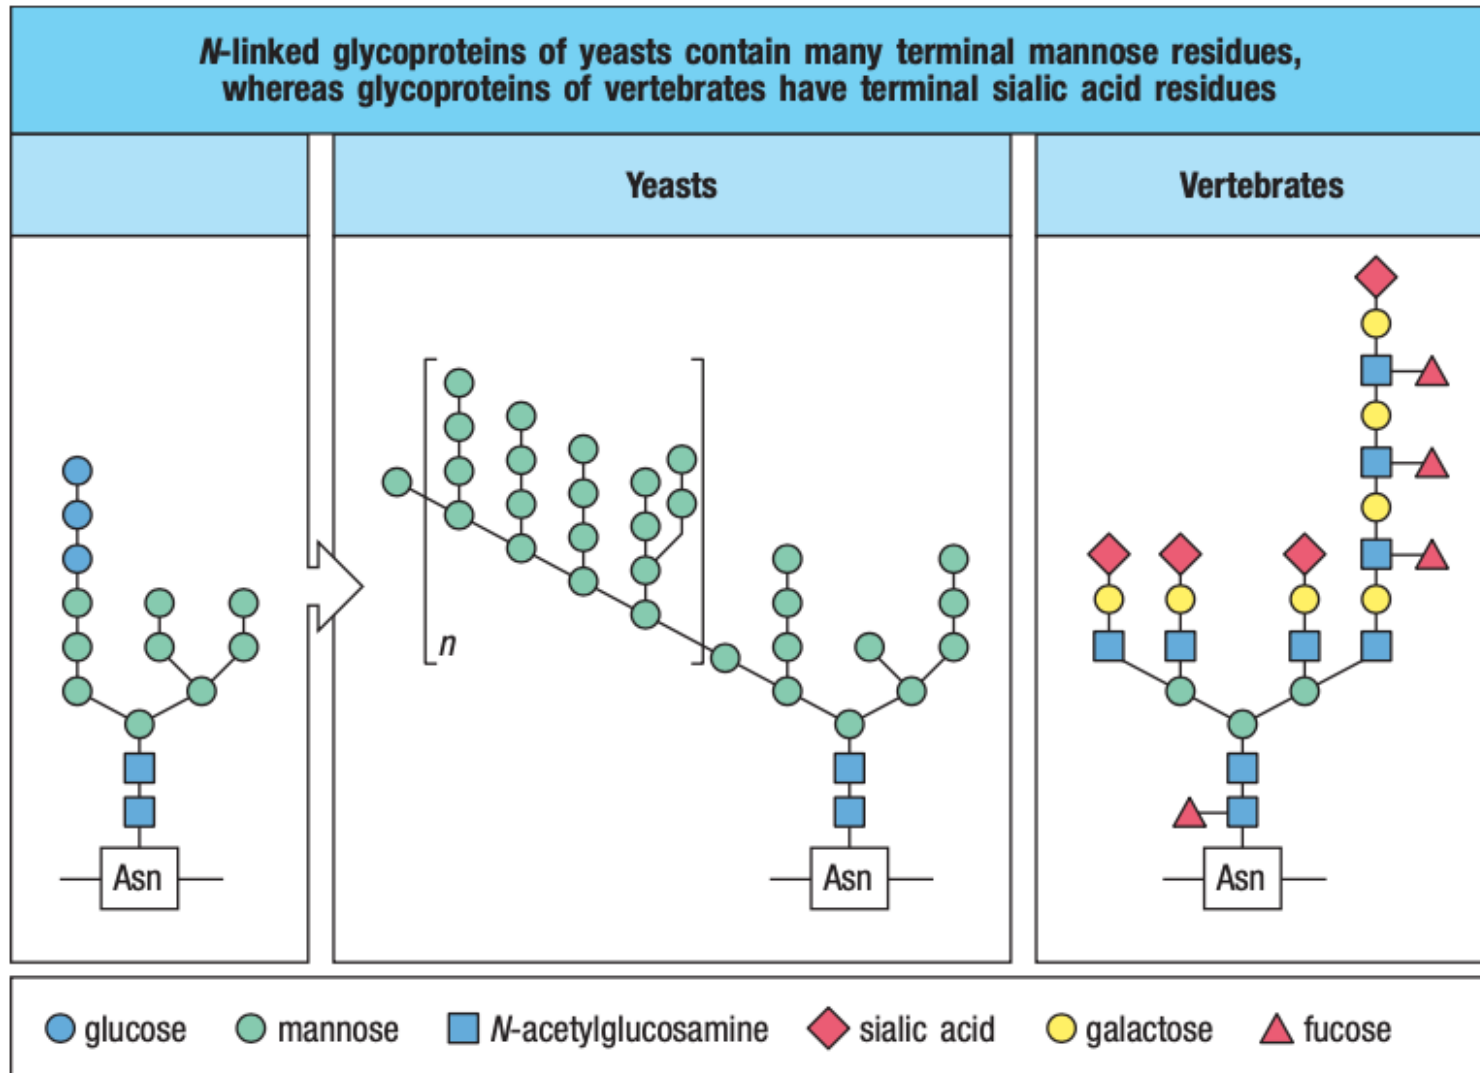 N-linked glycoproteins of yeasts contain many terminal mannose residues,
whereas glycoproteins of vertebrates have terminal sialic acid residues
Yeasts
Vertebrates
n
Asn
Asn
Asn
glucose
mannose
N-acetylglucosamine
sialic acid
galactose
fucose